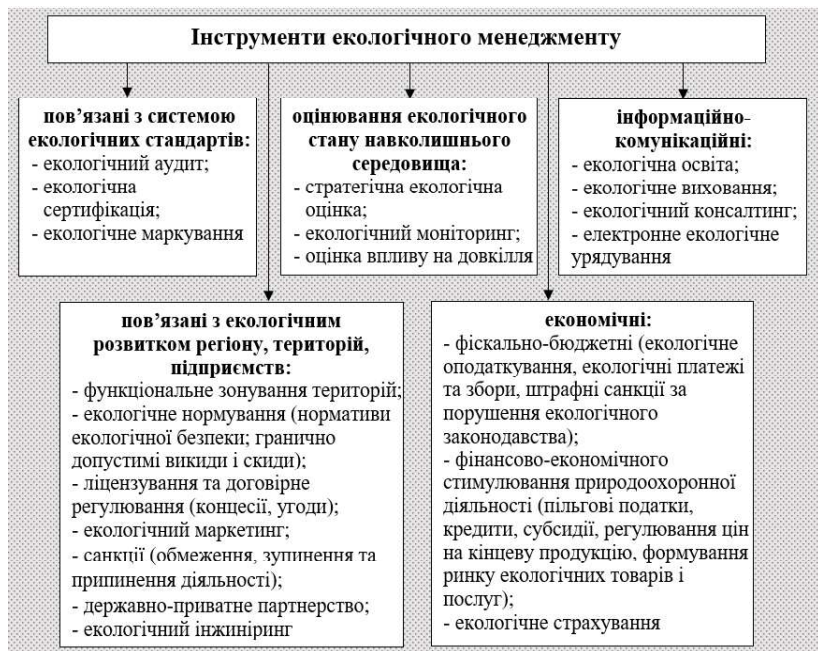 Інструменти екологічного менеджменту
пов’язані з системою
екологічних стандартів:
- екологічний аудит;
- екологічна
сертифікація;
- екологічне маркування
оцінювання екологічного
стану навколишнього
середовища:
- стратегічна екологічна
оцінка;
- екологічний моніторинг;
- оцінка впливу на довкілля
інформаційно-
комунікаційні:
- екологічна освіта;
- екологічне виховання;
- екологічний консалтинг;
- електронне екологічне
урядування
пов’язані з екологічним
розвитком регіону, територій,
підприємств:
- функціональне зонування територій;
- екологічне нормування (нормативи
екологічної безпеки; гранично
допустимі викиди і скиди);
- ліцензування та договірне
регулювання (концесії, угоди);
- екологічний маркетинг;
- санкції (обмеження, зупинення та
припинення діяльності);
- державно-приватне партнерство;
- екологічний інжиніринг
економічні:
- фіскально-бюджетні (екологічне
оподаткування, екологічні платежі
та збори, штрафні санкції за
порушення екологічного
законодавства);
- фінансово-економічного
стимулювання природоохоронної
діяльності (пільгові податки,
кредити, субсидії, регулювання цін
на кінцеву продукцію, формування
ринку екологічних товарів і
послуг);
- екологічне страхування